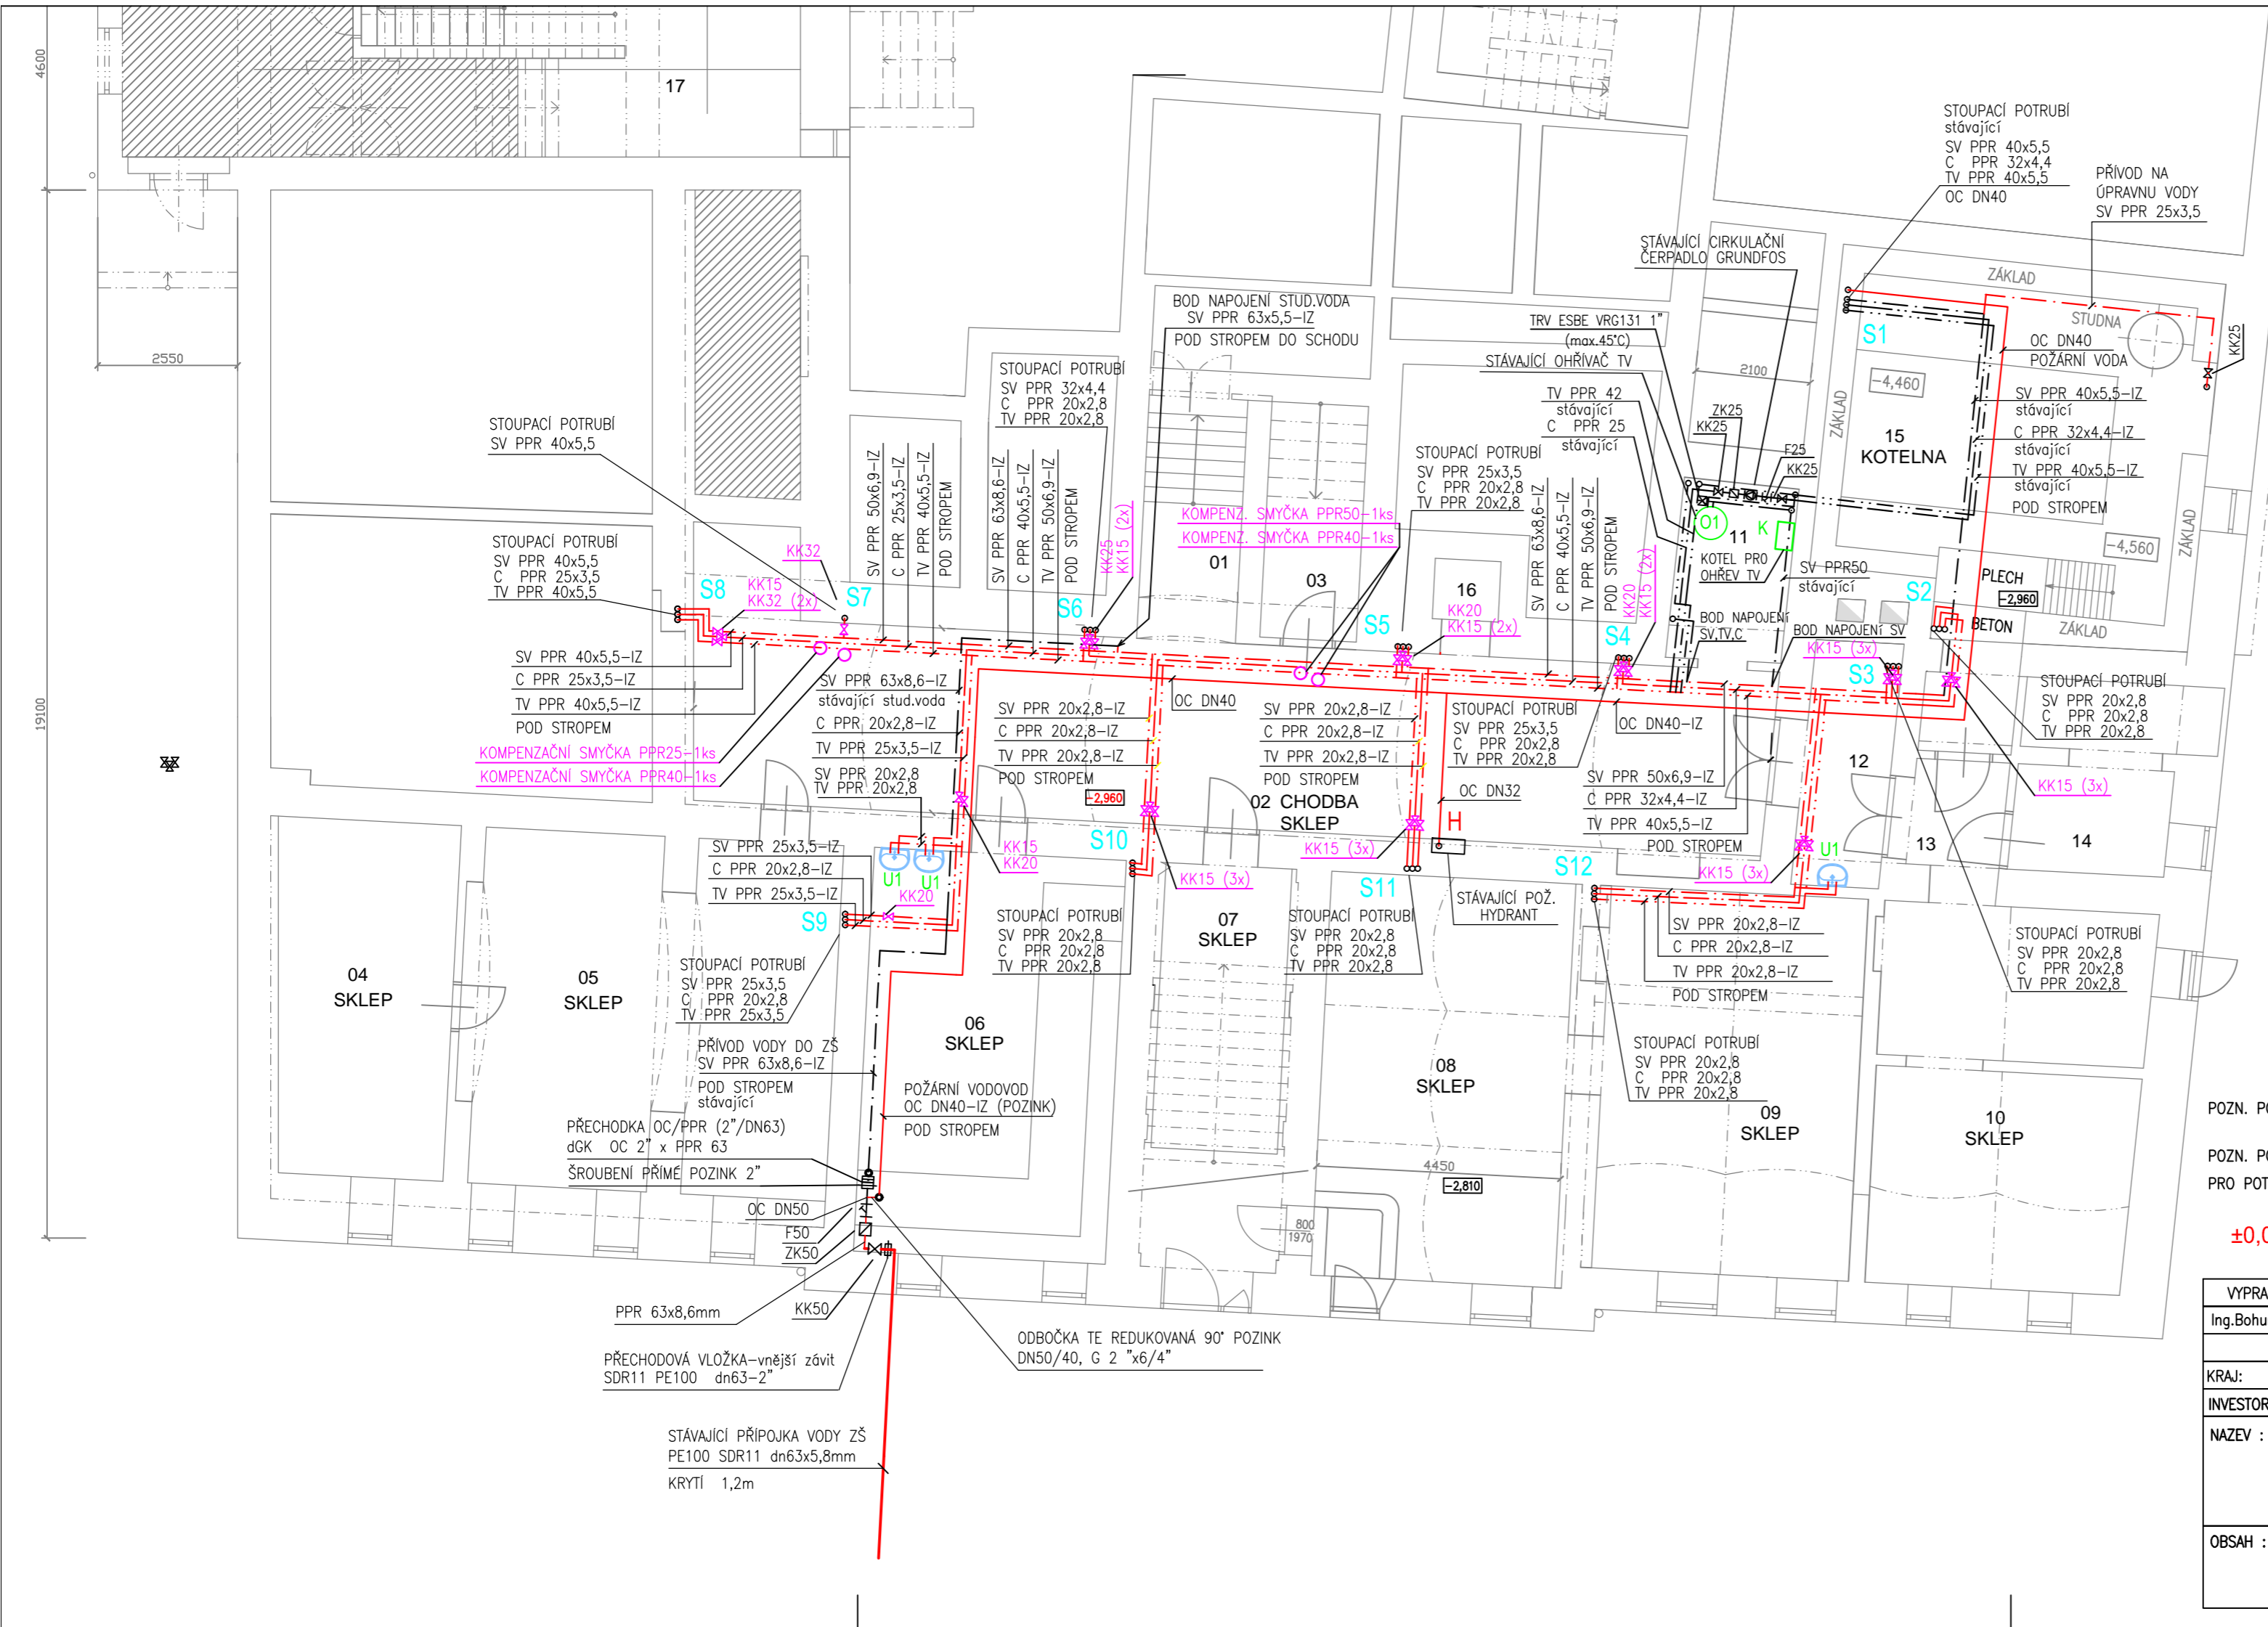 4600
17
2550
19100
STOUPACÍ POTRUBÍ
stávající
SV PPR 40x5,5
C PPR 32x4,4
TV PPR 40x5,5
OC DN40
PŘÍVOD NA
ÚPRAVNU VODY
SV PPR 25x3,5
STÁVAJÍCÍ CIRKULAČNÍ
ČERPADLO GRUNDFOS
ZÁKLAD
STUDNA
S1
KK25
OC DN40
POŽÁRNÍ VODA
-4,460
2100
ZÁKLAD
ZÁKLAD
SV PPR 40x5,5-IZ
stávající
C PPR 32x4,4-IZ
stávající
TV PPR 40x5,5-IZ
stávající
POD STROPEM
15
KOTELNA
ZÁKLAD
-4,560
BOD NAPOJENÍ STUD.VODA
SV PPR 63x5,5-IZ
POD STROPEM DO SCHODU
TRV ESBE VRG131 1"
(max.45°C)
STÁVAJÍCÍ OHŘÍVAČ TV
TV PPR 42
stávající
C PPR 25
stávající
ZK25
KK25
F25
KK25
STOUPACÍ POTRUBÍ
SV PPR 32x4,4
C PPR 20x2,8
TV PPR 20x2,8
STOUPACÍ POTRUBÍ
SV PPR 40x5,5
SV PPR 50x6,9-IZ
C PPR 25x3,5-IZ
TV PPR 40x5,5-IZ
POD STROPEM
SV PPR 63x8,6-IZ
C PPR 40x5,5-IZ
TV PPR 50x6,9-IZ
POD STROPEM
KK25
KK15 (2x)
KOMPENZ. SMYČKA PPR50-1ks
KOMPENZ. SMYČKA PPR40-1ks
STOUPACÍ POTRUBÍ
SV PPR 25x3,5
C PPR 20x2,8
TV PPR 20x2,8
SV PPR 63x8,6-IZ
C PPR 40x5,5-IZ
TV PPR 50x6,9-IZ
POD STROPEM
KK20
KK15 (2x)
O1
11
K
KOTEL PRO
OHŘEV TV
SV PPR50
stávající
PLECH
-2,960
BETON
ZÁKLAD
S2
STOUPACÍ POTRUBÍ
SV PPR 40x5,5
C PPR 25x3,5
TV PPR 40x5,5
KK32
S8
KK15
KK32 (2x)
S7
S6
01
03
S5
16
KK20
KK15 (2x)
S4
BOD NAPOJENÍ
SV,TV,C
BOD NAPOJENÍ SV
KK15 (3x)
S3
SV PPR 40x5,5-IZ
C PPR 25x3,5-IZ
TV PPR 40x5,5-IZ
POD STROPEM
KOMPENZAČNÍ SMYČKA PPR25-1ks
KOMPENZAČNÍ SMYČKA PPR40-1ks
SV PPR 63x8,6-IZ
stávající stud.voda
C PPR 20x2,8-IZ
TV PPR 25x3,5-IZ
SV PPR 20x2,8
TV PPR 20x2,8
SV PPR 20x2,8-IZ
C PPR 20x2,8-IZ
TV PPR 20x2,8-IZ
POD STROPEM
-2,960
OC DN40
SV PPR 20x2,8-IZ
C PPR 20x2,8-IZ
TV PPR 20x2,8-IZ
POD STROPEM
02 CHODBA
SKLEP
STOUPACÍ POTRUBÍ
SV PPR 25x3,5
C PPR 20x2,8
TV PPR 20x2,8
OC DN32
OC DN40-IZ
SV PPR 50x6,9-IZ
C PPR 32x4,4-IZ
TV PPR 40x5,5-IZ
POD STROPEM
STOUPACÍ POTRUBÍ
SV PPR 20x2,8
C PPR 20x2,8
TV PPR 20x2,8
KK15 (3x)
12
13
14
SV PPR 25x3,5-IZ
C PPR 20x2,8-IZ
TV PPR 25x3,5-IZ
U1
U1
KK20
KK15
KK20
S9
S10
KK15 (3x)
KK15 (3x)
H
S11
STÁVAJÍCÍ POŽ.
HYDRANT
S12
KK15 (3x)
U1
SV PPR 20x2,8-IZ
C PPR 20x2,8-IZ
TV PPR 20x2,8-IZ
POD STROPEM
STOUPACÍ POTRUBÍ
SV PPR 20x2,8
C PPR 20x2,8
TV PPR 20x2,8
04
SKLEP
05
SKLEP
STOUPACÍ POTRUBÍ
SV PPR 25x3,5
C PPR 20x2,8
TV PPR 25x3,5
STOUPACÍ POTRUBÍ
SV PPR 20x2,8
C PPR 20x2,8
TV PPR 20x2,8
07
SKLEP
STOUPACÍ POTRUBÍ
SV PPR 20x2,8
C PPR 20x2,8
TV PPR 20x2,8
06
SKLEP
PŘÍVOD VODY DO ZŠ
SV PPR 63x8,6-IZ
POD STROPEM
stávající
POŽÁRNÍ VODOVOD
OC DN40-IZ (POZINK)
POD STROPEM
08
SKLEP
STOUPACÍ POTRUBÍ
SV PPR 20x2,8
C PPR 20x2,8
TV PPR 20x2,8
09
SKLEP
10
SKLEP
PŘECHODKA OC/PPR (2"/DN63)
dGK OC 2" x PPR 63
ŠROUBENÍ PŘÍMÉ POZINK 2"
OC DN50
F50
ZK50
4450
-2,810
800
1970
PPR 63x8,6mm
KK50
PŘECHODOVÁ VLOŽKA-vnější závit
SDR11 PE100 dn63-2"
ODBOČKA TE REDUKOVANÁ 90° POZINK
DN50/40, G 2 "x6/4"
STÁVAJÍCÍ PŘÍPOJKA VODY ZŠ
PE100 SDR11 dn63x5,8mm
KRYTÍ 1,2m
POZN.
POZN.
PRO
±0,
Ing.Bohu
KRAJ:
INVESTOR
NAZEV :
OBSAH :